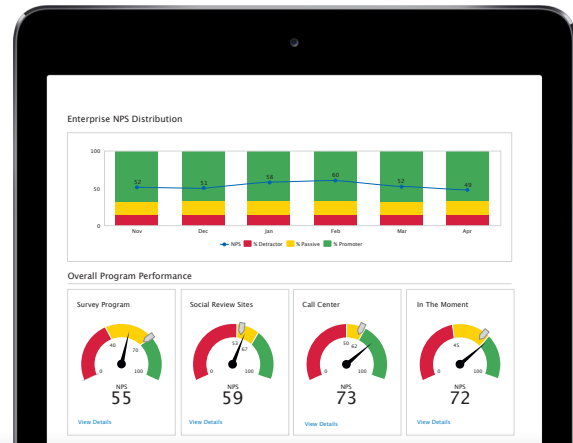 Enterprise NPS Distribution
100
50
0
52
51
58
60
52
49
Nov Dec Jan Feb Mar Apr
NPS % Detractor % Passive % Promoter
Overall Program Performance
Survey Program
40
70
0
100
NPS
55
View Details
Social Review Sites
53
67
0
100
NPS
59
View Details
Call Center
50
62
0
100
NPS
73
View Details
In The Moment
45
0
100
NPS
72
View Details